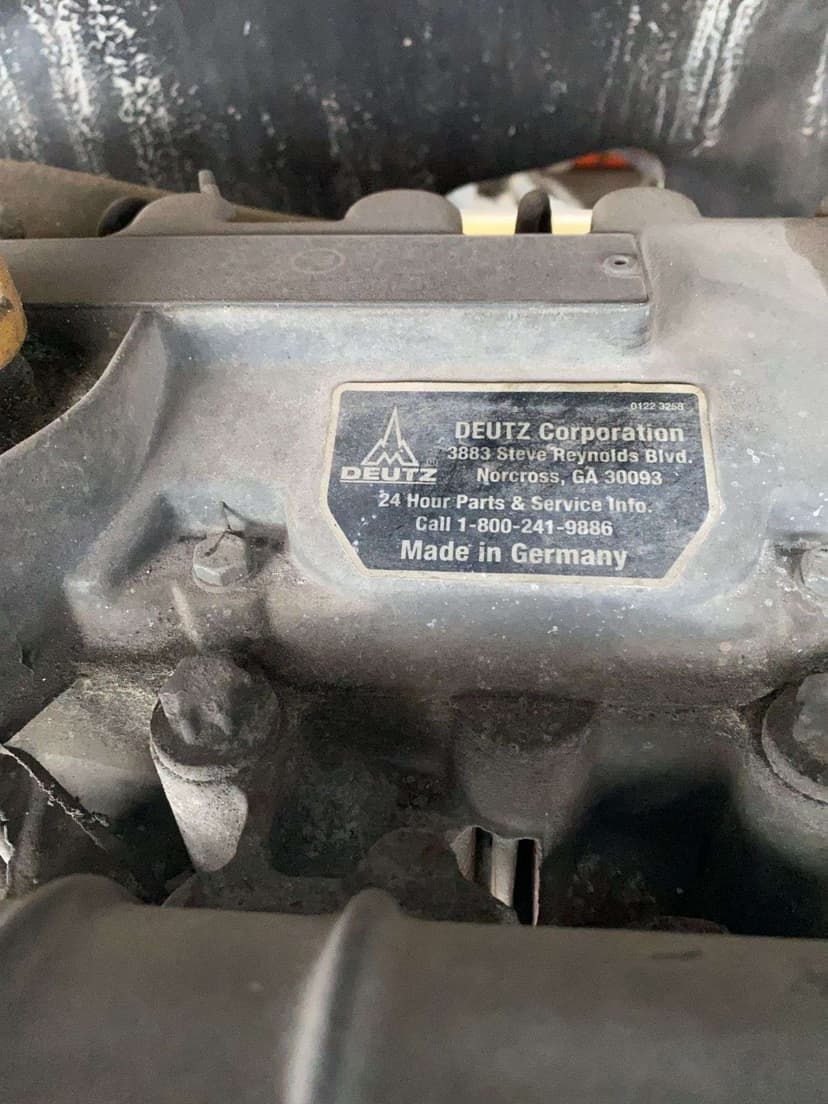 0122 3258
DEUTZ
DEUTZ Corporation
3883 Steve Reynolds Blvd.
Norcross, GA 30093
24 Hour Parts & Service Info.
Call 1-800-241-9886
Made in Germany